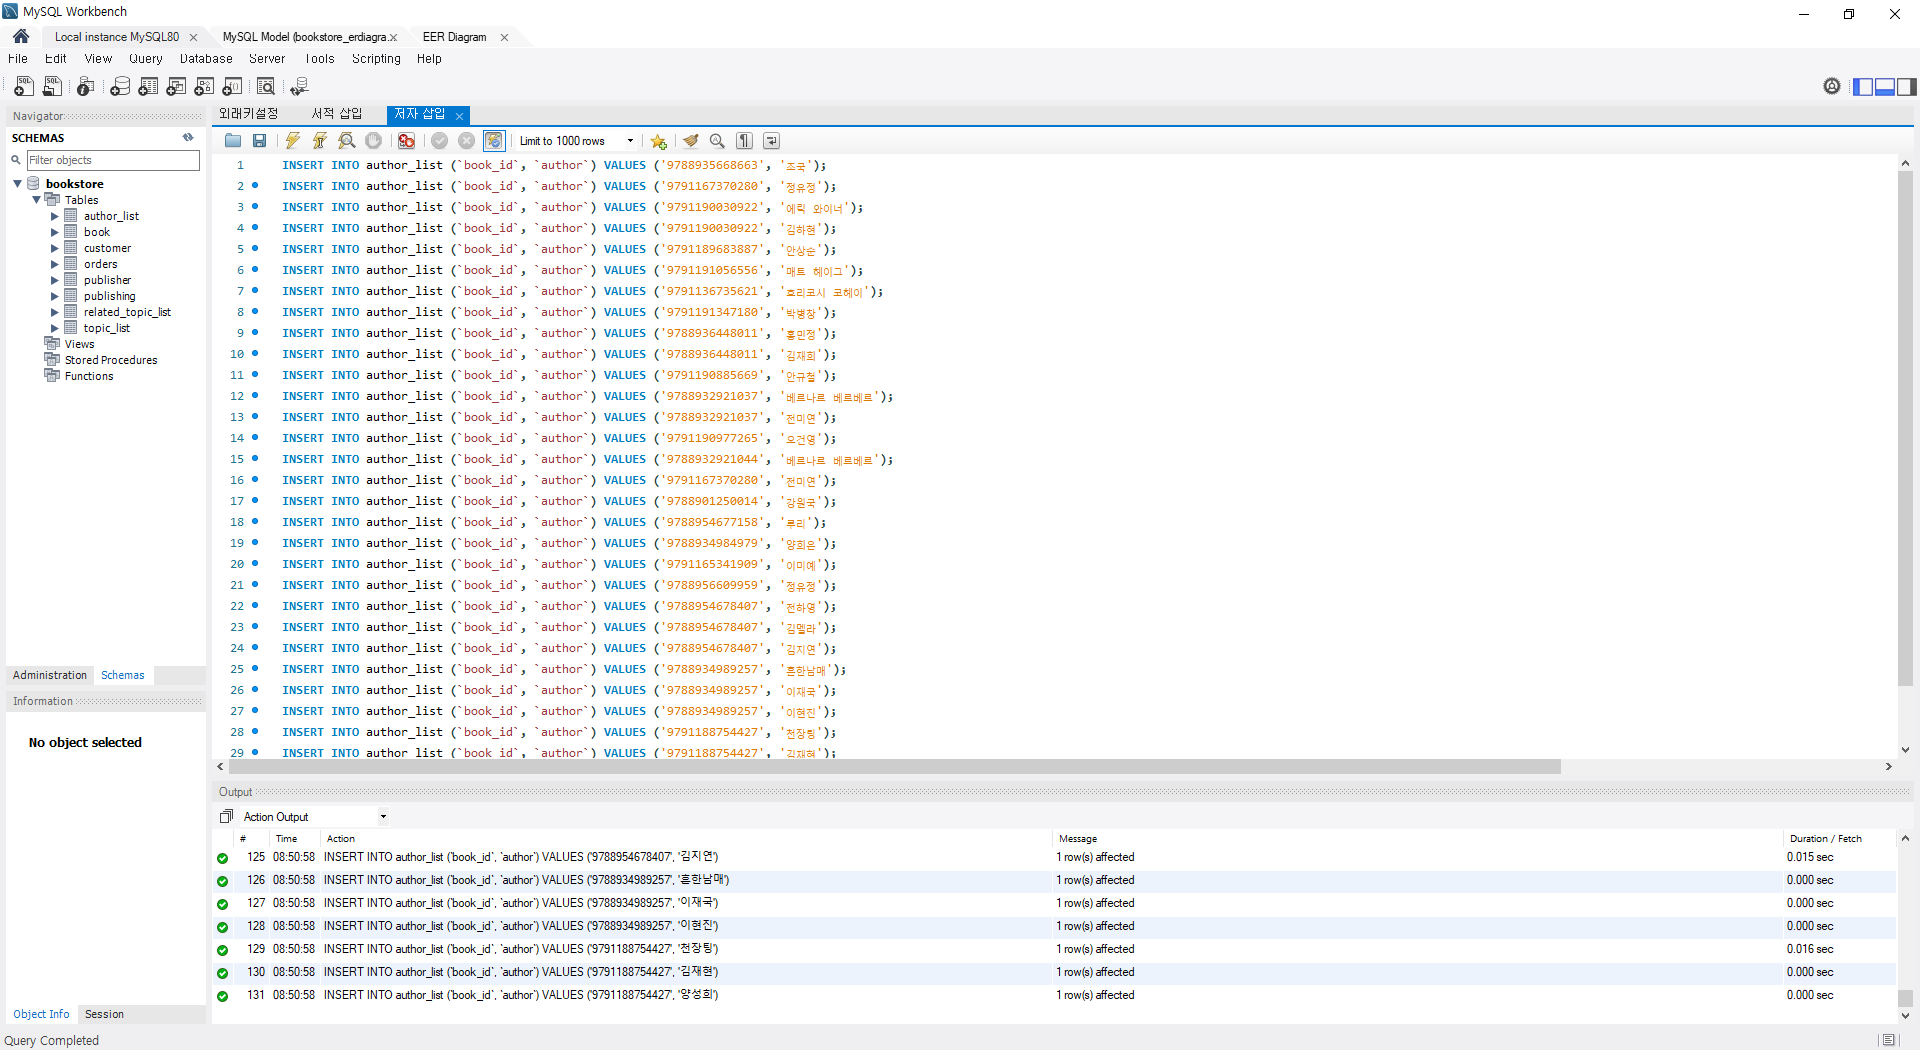 MySQL Workbench
Local instance MySQL80
MySQL Model (bookstore_erdiagra
EER Diagram
File Edit View Query Database Server Tools Scripting Help
Navigator
SCHEMAS
Filter objects
bookstore
Tables
author_list
book
customer
orders
publisher
publishing
related_topic_list
topic_list
Views
Stored Procedures
Functions
Administration Schemas
Information
No object selected
Object Info Session
외래키설정 서적 삽입 저자 삽입
Limit to 1000 rows
1 INSERT INTO author_list (`book_id`, `author`) VALUES ('9788935668663', '조국');
2 INSERT INTO author_list (`book_id`, `author`) VALUES ('9791167370280', '정유정');
3 INSERT INTO author_list (`book_id`, `author`) VALUES ('9791190030922', '에릭 와이너');
4 INSERT INTO author_list (`book_id`, `author`) VALUES ('9791190030922', '김하현');
5 INSERT INTO author_list (`book_id`, `author`) VALUES ('9791189683887', '안상순');
6 INSERT INTO author_list (`book_id`, `author`) VALUES ('9791191056556', '매트 헤이그');
7 INSERT INTO author_list (`book_id`, `author`) VALUES ('9791136735621', '호리코시 코헤이');
8 INSERT INTO author_list (`book_id`, `author`) VALUES ('9791191347180', '박병창');
9 INSERT INTO author_list (`book_id`, `author`) VALUES ('9788936448011', '홍민정');
10 INSERT INTO author_list (`book_id`, `author`) VALUES ('9788936448011', '김재희');
11 INSERT INTO author_list (`book_id`, `author`) VALUES ('9791190885669', '안규철');
12 INSERT INTO author_list (`book_id`, `author`) VALUES ('9788932921037', '베르나르 베르베르');
13 INSERT INTO author_list (`book_id`, `author`) VALUES ('9788932921037', '전미연');
14 INSERT INTO author_list (`book_id`, `author`) VALUES ('9791190977265', '오건영');
15 INSERT INTO author_list (`book_id`, `author`) VALUES ('9788932921044', '베르나르 베르베르');
16 INSERT INTO author_list (`book_id`, `author`) VALUES ('9791167370280', '전미연');
17 INSERT INTO author_list (`book_id`, `author`) VALUES ('9788901250014', '강원국');
18 INSERT INTO author_list (`book_id`, `author`) VALUES ('9788954677158', '루리');
19 INSERT INTO author_list (`book_id`, `author`) VALUES ('9788934984979', '양희은');
20 INSERT INTO author_list (`book_id`, `author`) VALUES ('9791165341909', '이미예');
21 INSERT INTO author_list (`book_id`, `author`) VALUES ('9788956609959', '정유정');
22 INSERT INTO author_list (`book_id`, `author`) VALUES ('9788954678407', '전하영');
23 INSERT INTO author_list (`book_id`, `author`) VALUES ('9788954678407', '김멜라');
24 INSERT INTO author_list (`book_id`, `author`) VALUES ('9788954678407', '김지연');
25 INSERT INTO author_list (`book_id`, `author`) VALUES ('9788934989257', '흔한남매');
26 INSERT INTO author_list (`book_id`, `author`) VALUES ('9788934989257', '이재국');
27 INSERT INTO author_list (`book_id`, `author`) VALUES ('9788934989257', '이현진');
28 INSERT INTO author_list (`book_id`, `author`) VALUES ('9791188754427', '천장팅');
29 INSERT INTO author_list (`book_id`, `author`) VALUES ('9791188754427', '김재현');
Output
Action Output
# Time Action Message Duration / Fetch
125 08:50:58 INSERT INTO author_list (`book_id`, `author`) VALUES ('9788954678407', '김지연') 1 row(s) affected 0.015 sec
126 08:50:58 INSERT INTO author_list (`book_id`, `author`) VALUES ('9788934989257', '흔한남매') 1 row(s) affected 0.000 sec
127 08:50:58 INSERT INTO author_list (`book_id`, `author`) VALUES ('9788934989257', '이재국') 1 row(s) affected 0.000 sec
128 08:50:58 INSERT INTO author_list (`book_id`, `author`) VALUES ('9788934989257', '이현진') 1 row(s) affected 0.000 sec
129 08:50:58 INSERT INTO author_list (`book_id`, `author`) VALUES ('9791188754427', '천장팅') 1 row(s) affected 0.016 sec
130 08:50:58 INSERT INTO author_list (`book_id`, `author`) VALUES ('9791188754427', '김재현') 1 row(s) affected 0.000 sec
131 08:50:58 INSERT INTO author_list (`book_id`, `author`) VALUES ('9791188754427', '양성희') 1 row(s) affected 0.000 sec
Query Completed